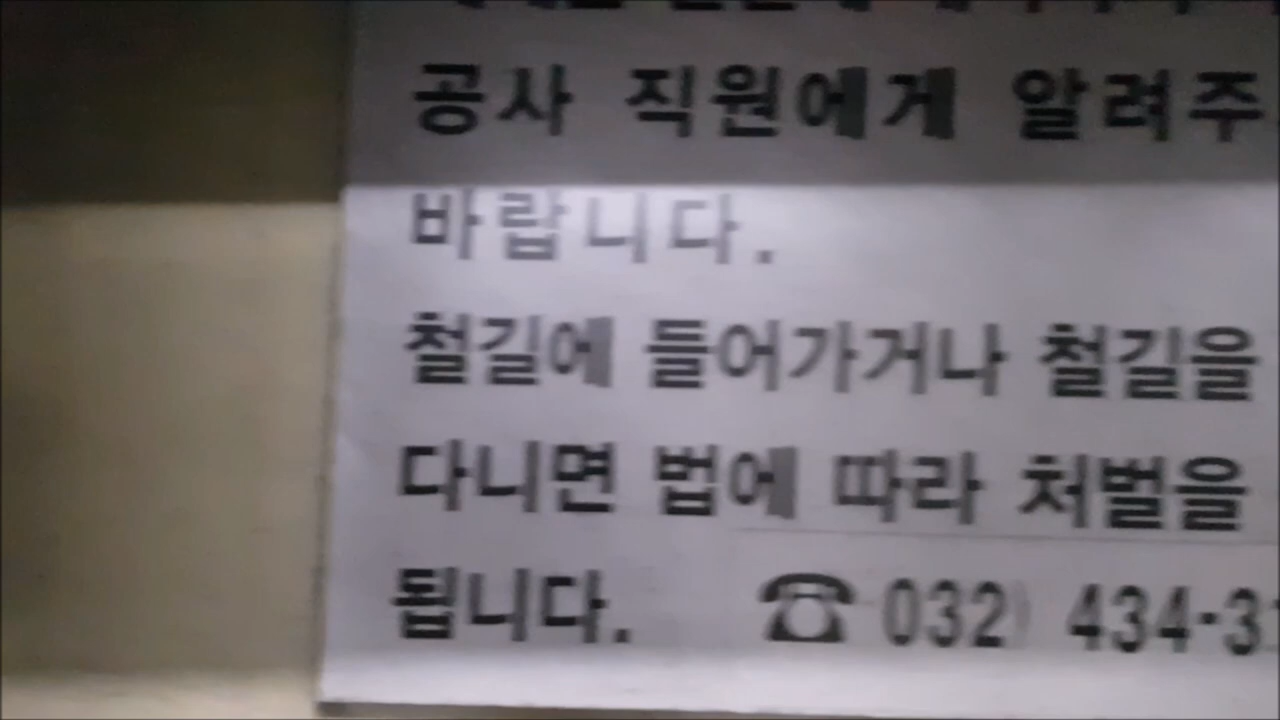 공사 직원에게 알려주
바랍니다.
철길에 들어가거나 철길을
다니면 법에 따라 처벌을
됩니다. ☎ 032) 434-3